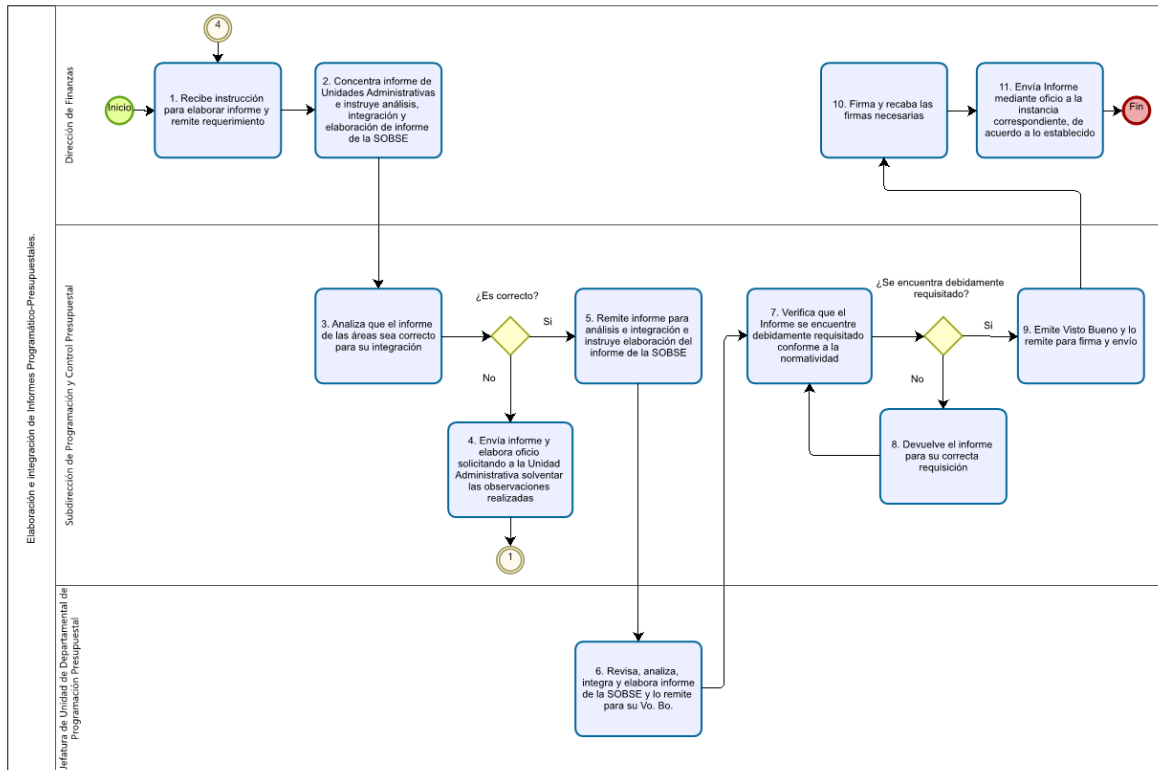 Elaboración e integración de Informes Programático-Presupuestales.
Dirección de Finanzas
4
Inicio
1. Recibe instrucción
para elaborar informe y
remite requerimiento
2. Concentra informe de
Unidades Administrativas
e instruye análisis,
integración y
elaboración de informe
de la SOBSE
10. Firma y recaba las
firmas necesarias
11. Envía Informe
mediante oficio a la
instancia
correspondiente, de
acuerdo a lo establecido
Fin
Subdirección de Programación y Control Presupuestal
3. Analiza que el informe
de las áreas sea correcto
para su integración
¿Es correcto?
Si
No
4. Envía informe y
elabora oficio
solicitando a la Unidad
Administrativa solventar
las observaciones
realizadas
1
5. Remite informe para
análisis e integración e
instruye elaboración del
informe de la SOBSE
7. Verifica que el
Informe se encuentre
debidamente requisitado
conforme a la
normatividad
¿Se encuentra debidamente
requisitado?
Si
No
8. Devuelve el informe
para su correcta
requisición
9. Emite Visto Bueno y lo
remite para firma y envío
Jefatura de Unidad de Departamental de
Programación Presupuestal
6. Revisa, analiza,
integra y elabora informe
de la SOBSE y lo remite
para su Vo. Bo.